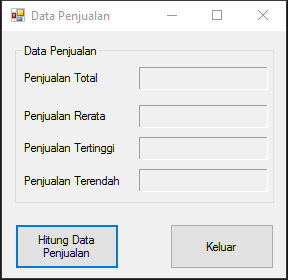 Data Penjualan
Data Penjualan
Penjualan Total
Penjualan Rerata
Penjualan Tertinggi
Penjualan Terendah
Hitung Data
Penjualan
Keluar